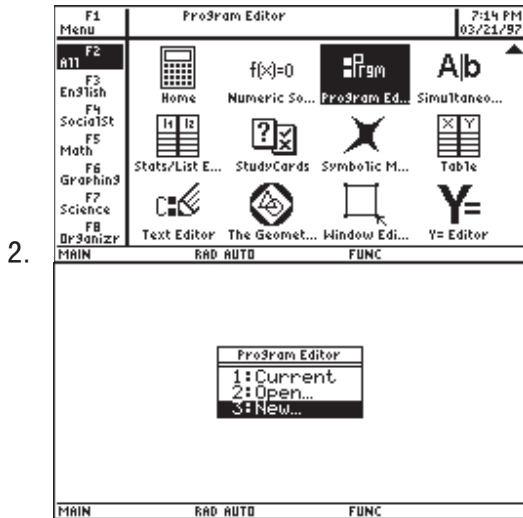 F1 Menu Program Editor 7:14 PM 03/21/97
F2 All
F3 English
F4 SocialSt
F5 Math
F6 Graphing
F7 Science
F8 Organizr
f(x)=0 Prgm A|b
Home Numeric So... Program Ed... Simultaneo...
I1 I2 ? X Y
Stats/List E... StudyCards Symbolic M... Table
C: Y=
Text Editor The Geomet... Window Edi... Y= Editor
MAIN RAD AUTO FUNC
2.
Program Editor
1:Current
2:Open...
3:New...
MAIN RAD AUTO FUNC